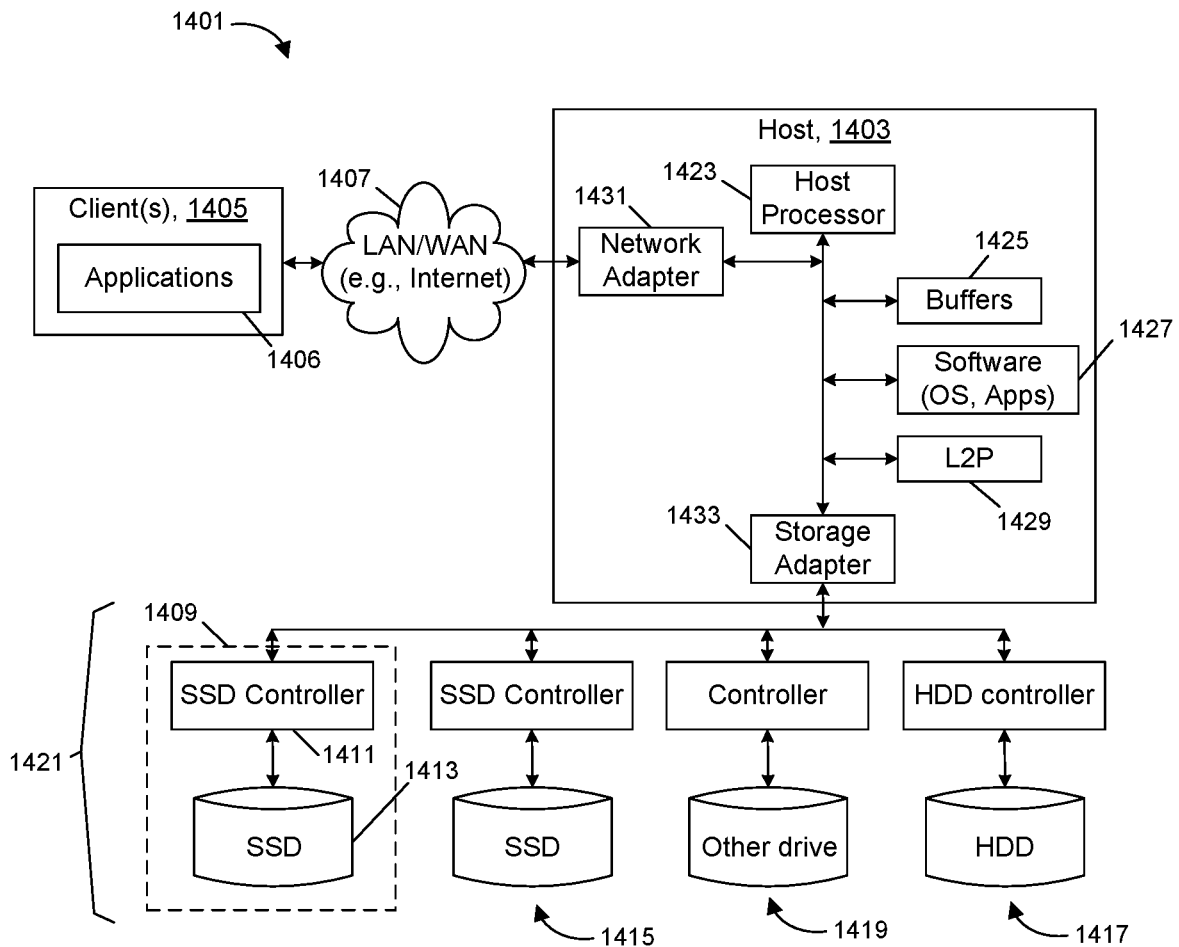 1401
Host, 1403
1423
Host
Processor
1407
1431
Client(s), 1405
Applications
1406
LAN/WAN
(e.g., Internet)
Network
Adapter
1425
Buffers
1427
Software
(OS, Apps)
L2P
1429
1433
Storage
Adapter
1409
SSD Controller
SSD Controller
Controller
HDD controller
1411
1421
1413
SSD
SSD
Other drive
HDD
1415
1419
1417